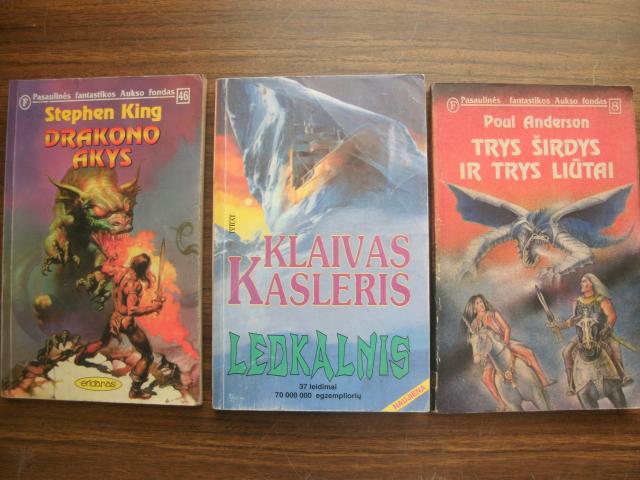 F Pasaulinės fantastikos Aukso fondas 46
Stephen King
DRAKONO
AKYS
eridanas
KLAIVAS
KASLERIS
LEDKALNIS
37 leidimai
70 000 000 egzempliorių
NAUJIENA
F Pasaulinės fantastikos Aukso fondas 8
Poul Anderson
TRYS ŠIRDYS
IR TRYS LIŪTAI